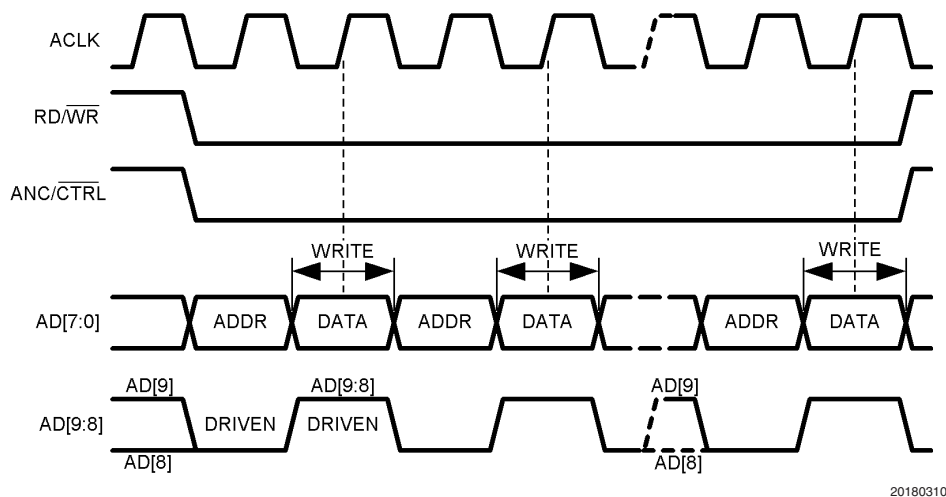 ACLK
RD/WR
ANC/CTRL
WRITE WRITE WRITE
AD[7:0] ADDR DATA ADDR DATA ADDR DATA
AD[9] AD[9:8] AD[9]
AD[9:8] DRIVEN DRIVEN
AD[8] AD[8]
20180310